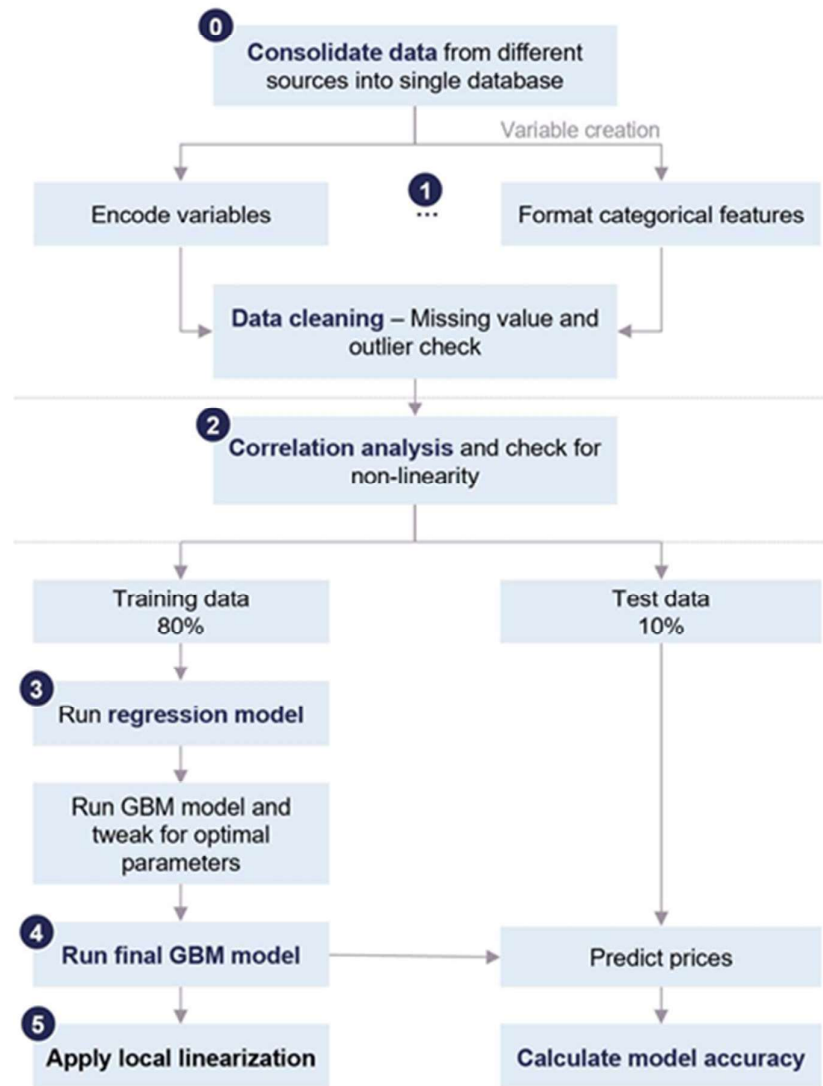 0
Consolidate data from different
sources into single database
Variable creation
Encode variables
1
...
Format categorical features
Data cleaning – Missing value and
outlier check
2
Correlation analysis and check for
non-linearity
Training data
80%
Test data
10%
3
Run regression model
Run GBM model and
tweak for optimal
parameters
4
Run final GBM model
Predict prices
5
Apply local linearization
Calculate model accuracy